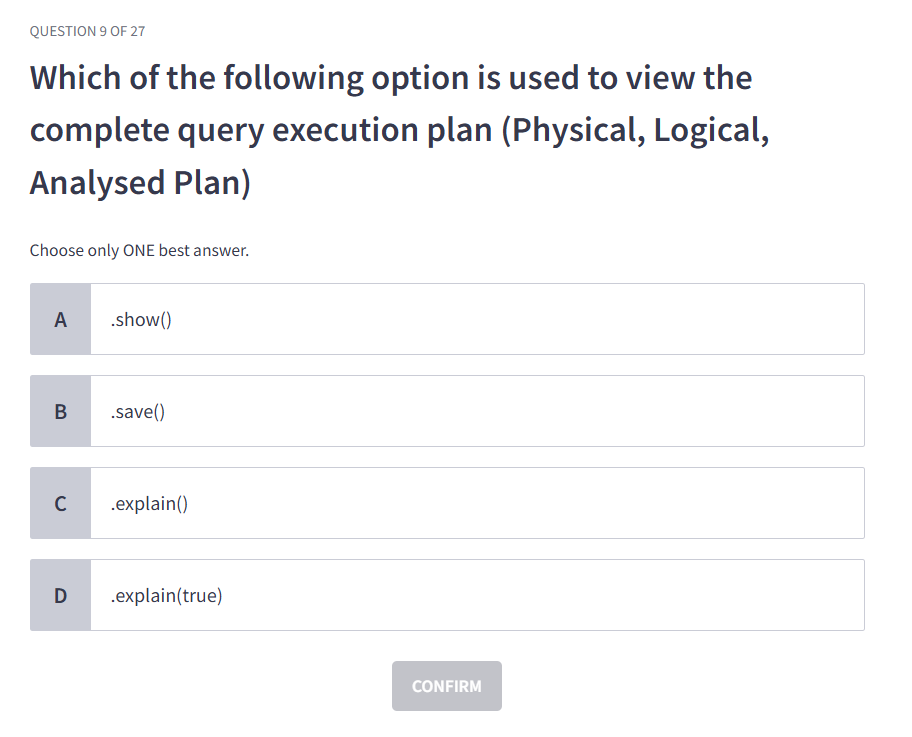 QUESTION 9 OF 27
Which of the following option is used to view the
complete query execution plan (Physical, Logical,
Analysed Plan)
Choose only ONE best answer.
A .show()
B .save()
C .explain()
D .explain(true)
CONFIRM